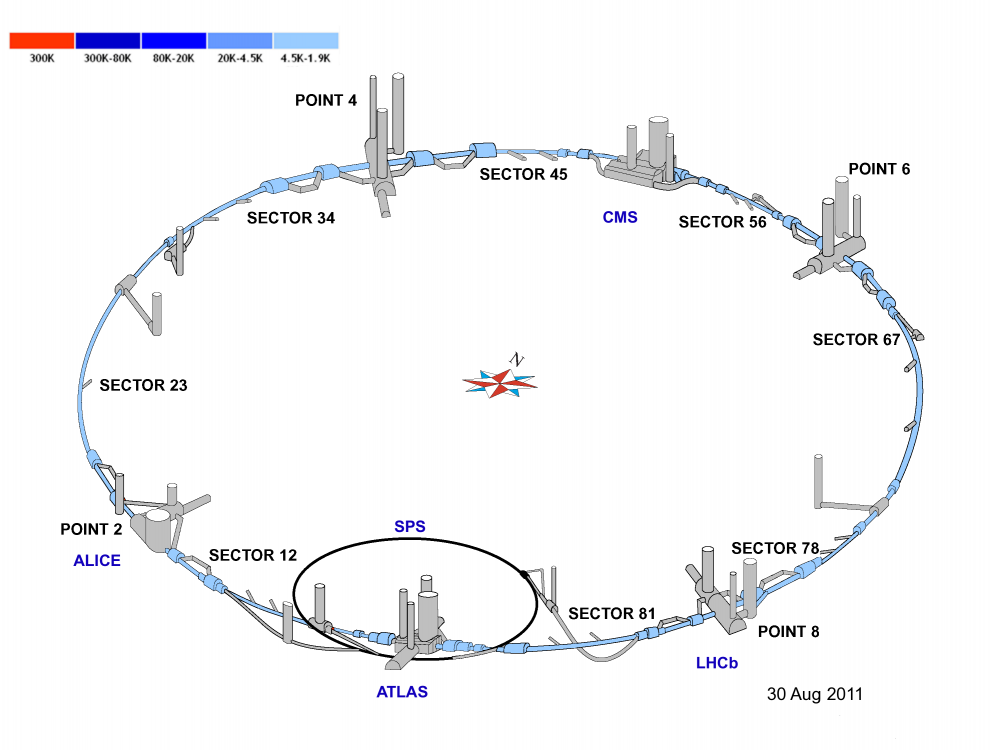 300K 300K-80K 80K-20K 20K-4.5K 4.5K-1.9K
POINT 4
POINT 6
SECTOR 45
CMS
SECTOR 56
SECTOR 34
SECTOR 67
N
SECTOR 23
POINT 2
ALICE
SECTOR 12
SPS
SECTOR 78
SECTOR 81
POINT 8
LHCb
ATLAS
30 Aug 2011